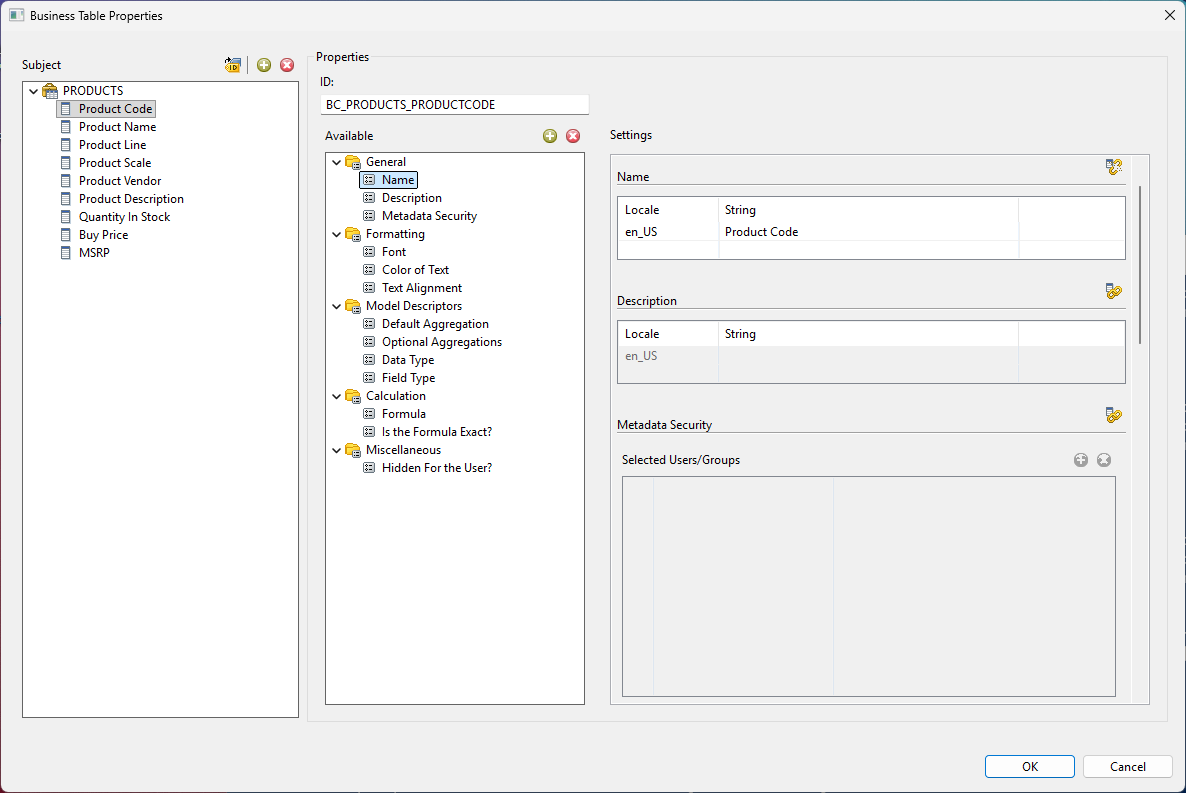 Business Table Properties
Subject
ID
PRODUCTS
Product Code
Product Name
Product Line
Product Scale
Product Vendor
Product Description
Quantity In Stock
Buy Price
MSRP
Properties
ID:
BC_PRODUCTS_PRODUCTCODE
Available
General
Name
Description
Metadata Security
Formatting
Font
Color of Text
Text Alignment
Model Descriptors
Default Aggregation
Optional Aggregations
Data Type
Field Type
Calculation
Formula
Is the Formula Exact?
Miscellaneous
Hidden For the User?
Settings
Name
Locale String
en_US Product Code
Description
Locale String
en_US
Metadata Security
Selected Users/Groups
OK Cancel